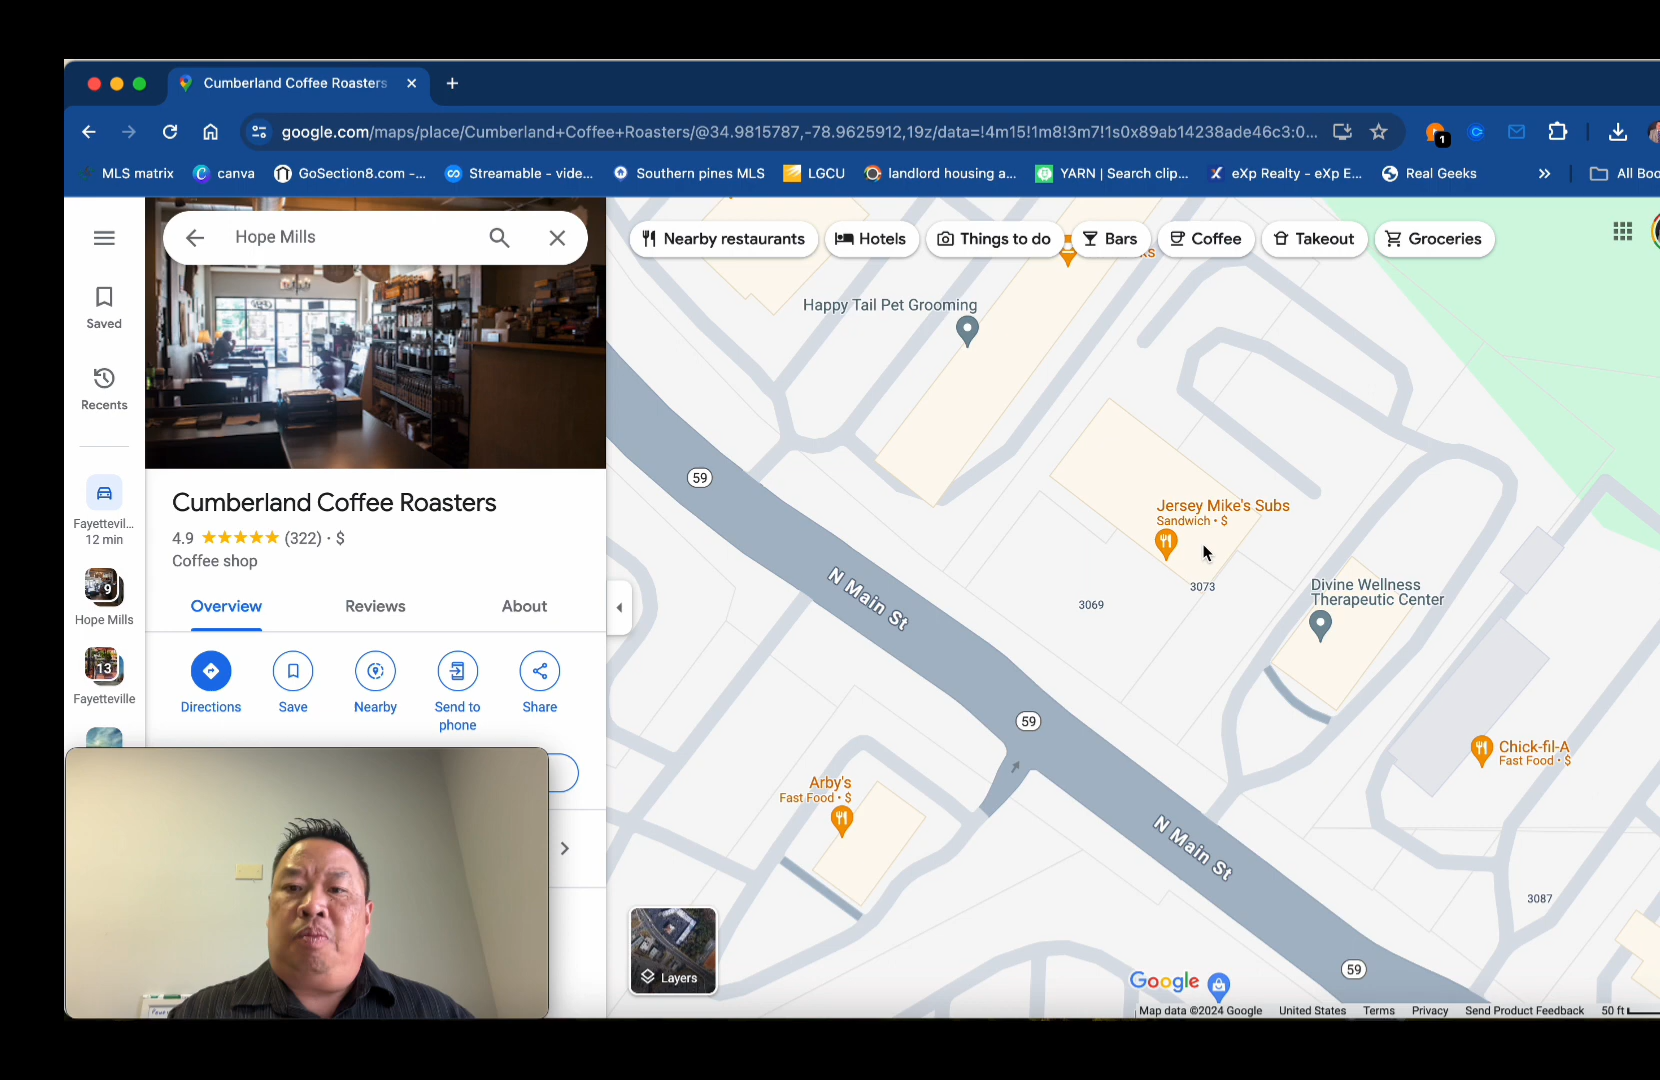 Cumberland Coffee Roasters
google.com/maps/place/Cumberland+Coffee+Roasters/@34.9815787,-78.9625912,19z/data=!4m15!1m8!3m7!1s0x89ab14238ade46c3:0...
1
MLS matrix
canva
GoSection8.com -...
Streamable - vide...
Southern pines MLS
LGCU
landlord housing a...
YARN | Search clip...
eXp Realty - eXp E...
Real Geeks
»
All Boo
Hope Mills
Saved
Recents
Fayettevil...
12 min
9
Hope Mills
13
Fayetteville
Cumberland Coffee Roasters
4.9 (322) · $
Coffee shop
Overview
Reviews
About
Directions
Save
Nearby
Send to
phone
Share
Nearby restaurants
Hotels
Things to do
Bars
Coffee
Takeout
Groceries
Happy Tail Pet Grooming
59
Jersey Mike's Subs
Sandwich · $
3073
3069
N Main St
Divine Wellness
Therapeutic Center
59
Chick-fil-A
Fast Food · $
Arby's
Fast Food · $
N Main St
3087
59
Layers
Google
Map data ©2024 Google
United States
Terms
Privacy
Send Product Feedback
50 ft